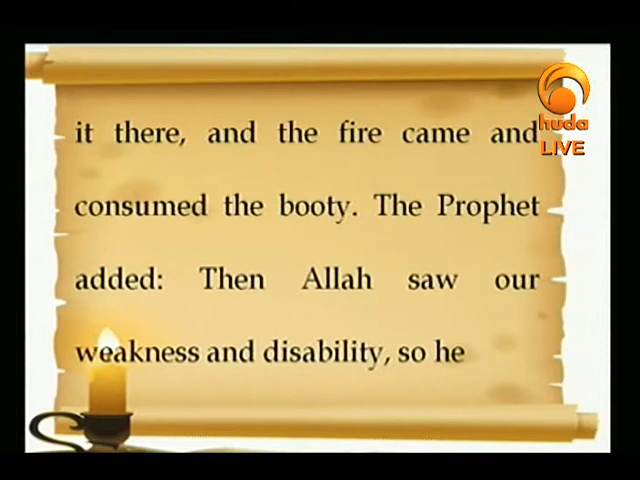 huda
LIVE
it there, and the fire came and
consumed the booty. The Prophet
added: Then Allah saw our
weakness and disability, so he